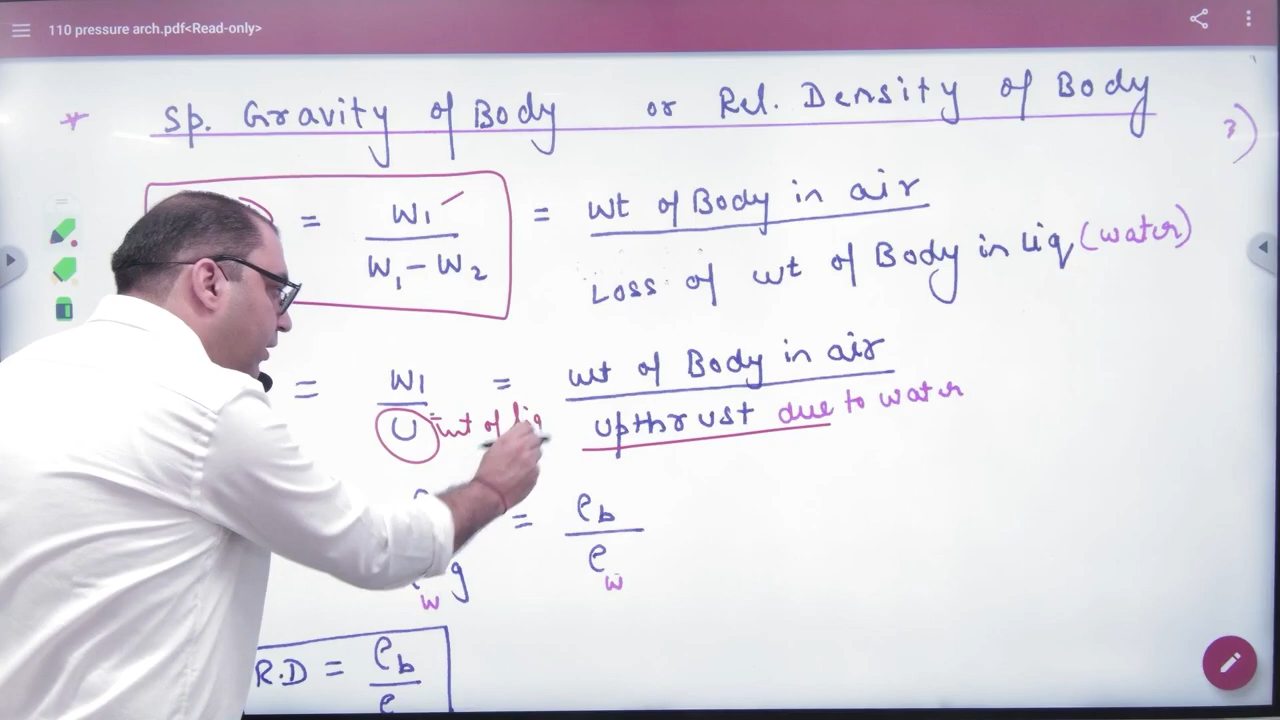 110 pressure arch.pdf<Read-only>
* Sp. Gravity of Body or Rel. Density of Body
3)
= W₁ / W₁ - W₂ = wt of Body in air / Loss of wt of Body in liq (water)
= W₁ / U = wt of Body in air / upthrust due to water
= wt of liq
g w = ρb / ρw
R.D = ρb / ρ